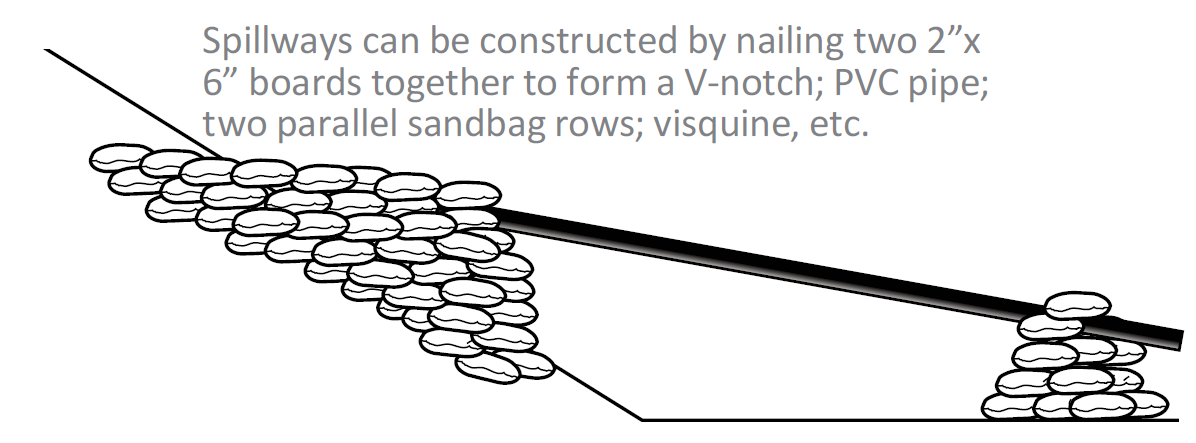 Spillways can be constructed by nailing two 2”x
6” boards together to form a V-notch; PVC pipe;
two parallel sandbag rows; visquine, etc.